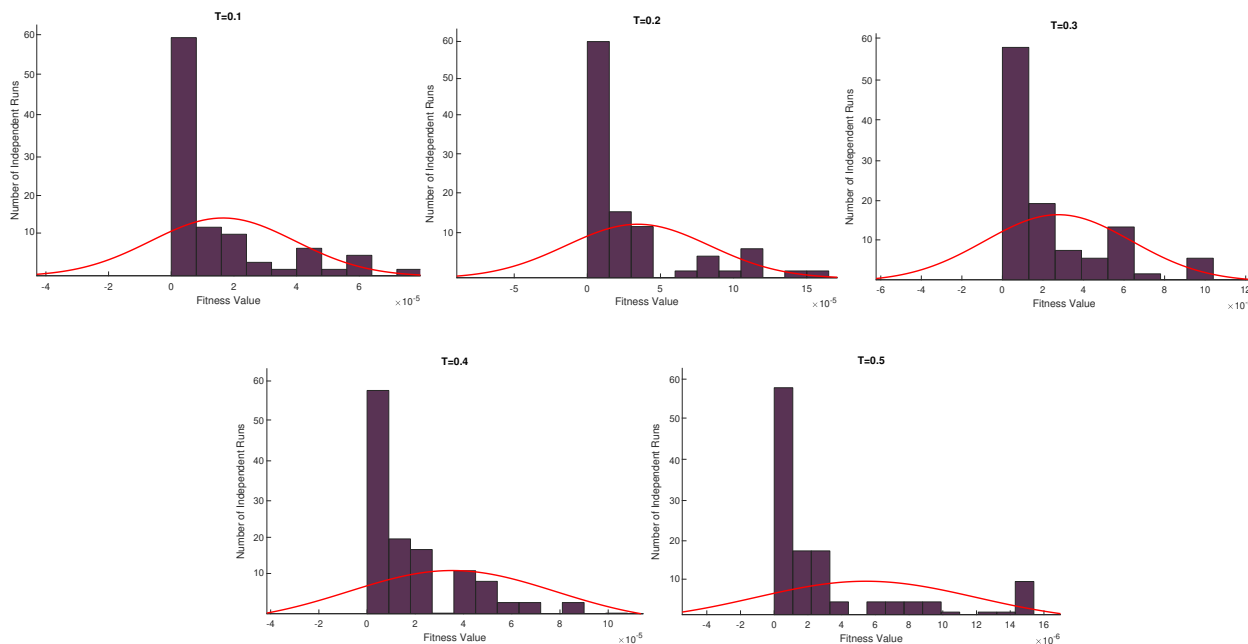 T=0.1
Number of Independent Runs
60
50
40
30
20
10
-4 -2 0 2 4 6
Fitness Value
×10-5
T=0.2
Number of Independent Runs
60
50
40
30
20
10
-5 0 5 10 15
Fitness Value
×10-5
T=0.3
Number of Independent Runs
60
50
40
30
20
10
-6 -4 -2 0 2 4 6 8 10
Fitness Value
T=0.4
Number of Independent Runs
60
50
40
30
20
10
-4 -2 0 2 4 6 8
Fitness Value
×10-5
T=0.5
Number of Independent Runs
60
50
40
30
20
10
-4 -2 0 2 4 6 8 10 12 14 16
Fitness Value
×10-6